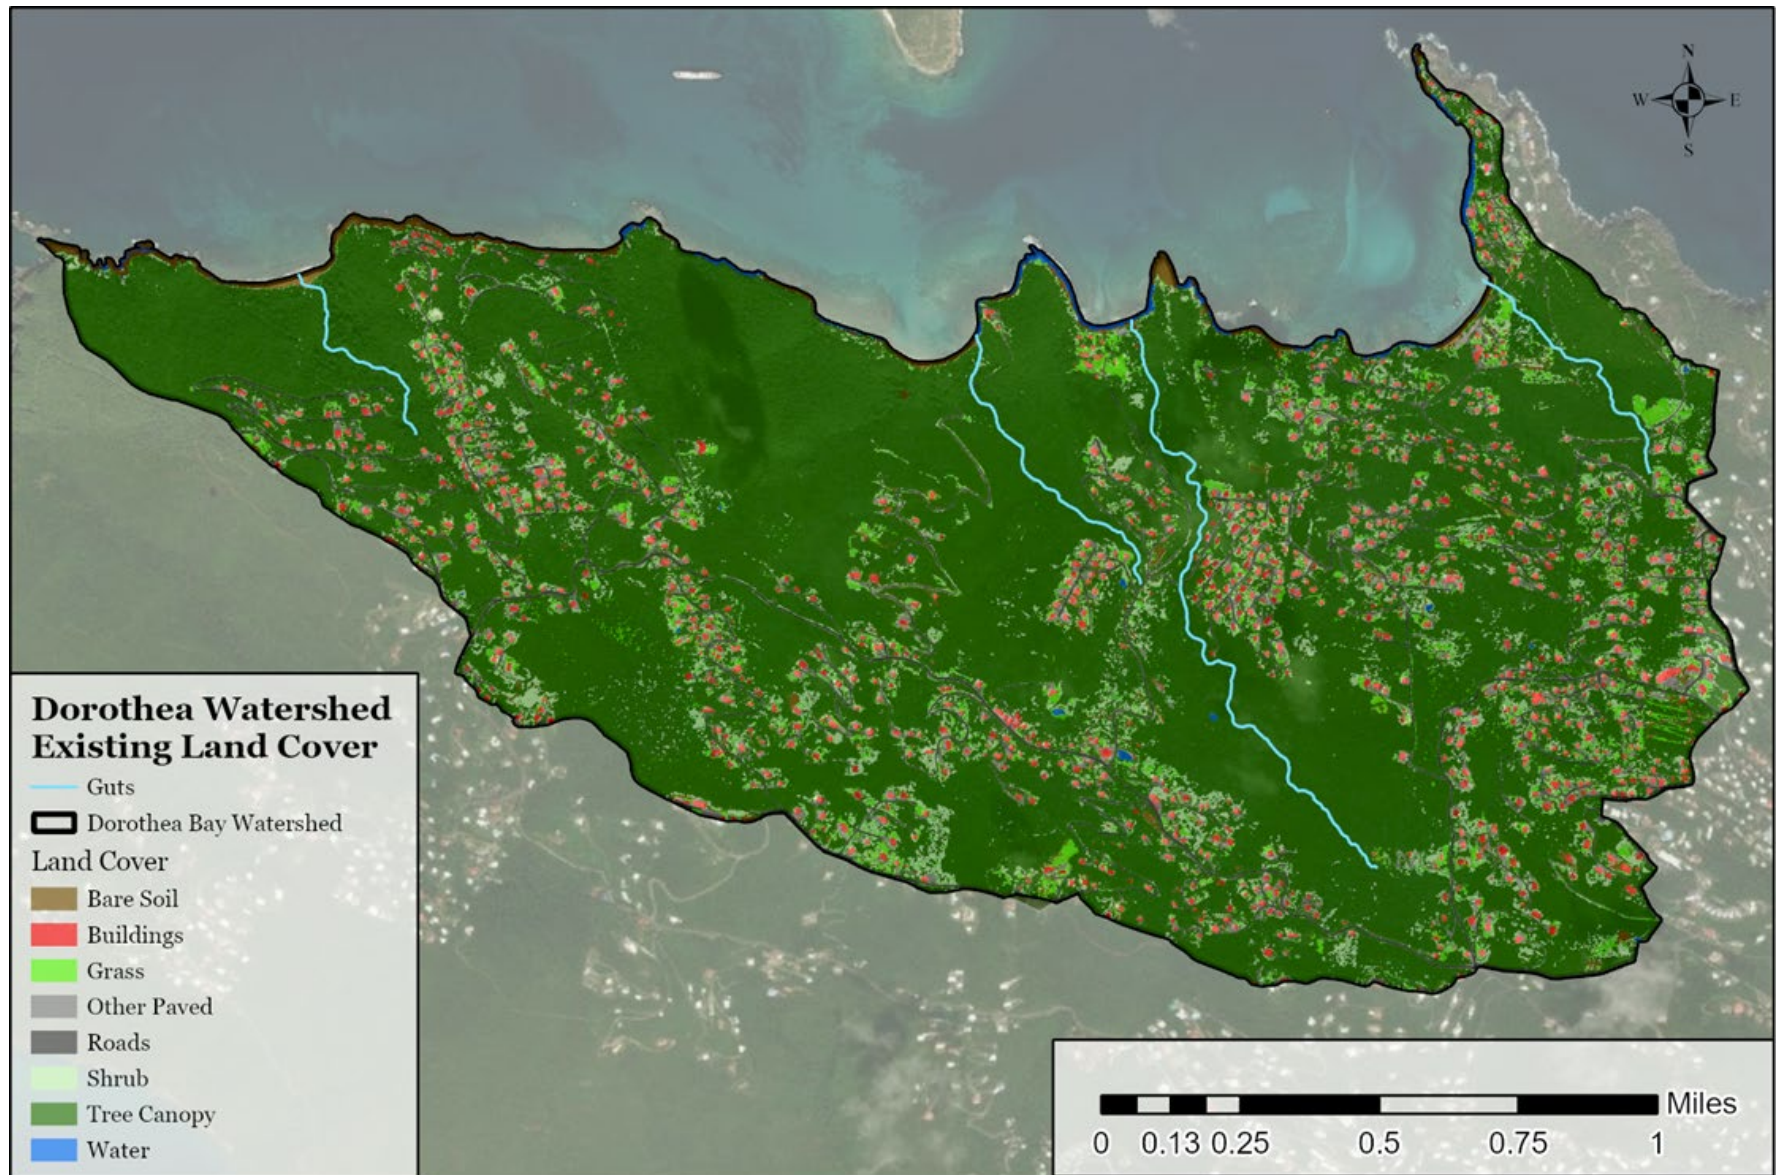 N
W E
S
Dorothea Watershed
Existing Land Cover
Guts
Dorothea Bay Watershed
Land Cover
Bare Soil
Buildings
Grass
Other Paved
Roads
Shrub
Tree Canopy
Water
Miles
0 0.13 0.25 0.5 0.75 1